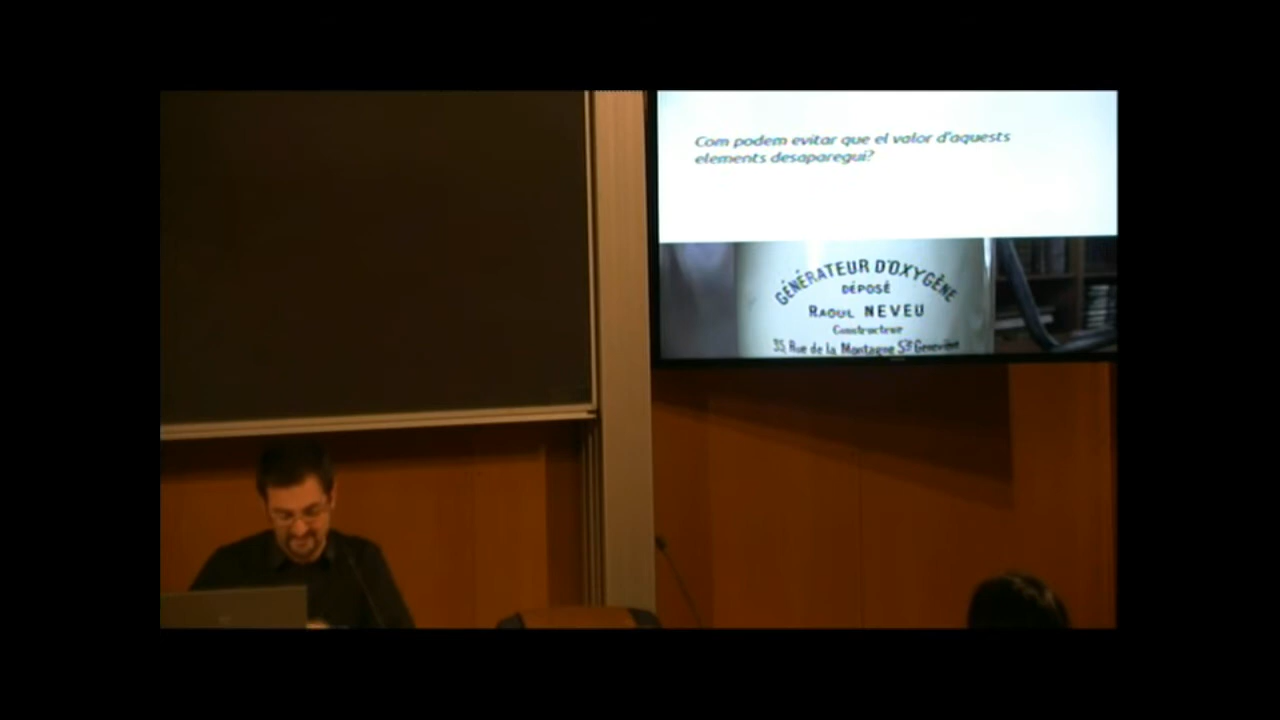 Com podem evitar que el valor d'aquests
elements desaparegui?
GÉNÉRATEUR D'OXYGÈNE
DÉPOSÉ
RAOUL NEVEU
Constructeur
35, Rue de la Montagne Ste Geneviève